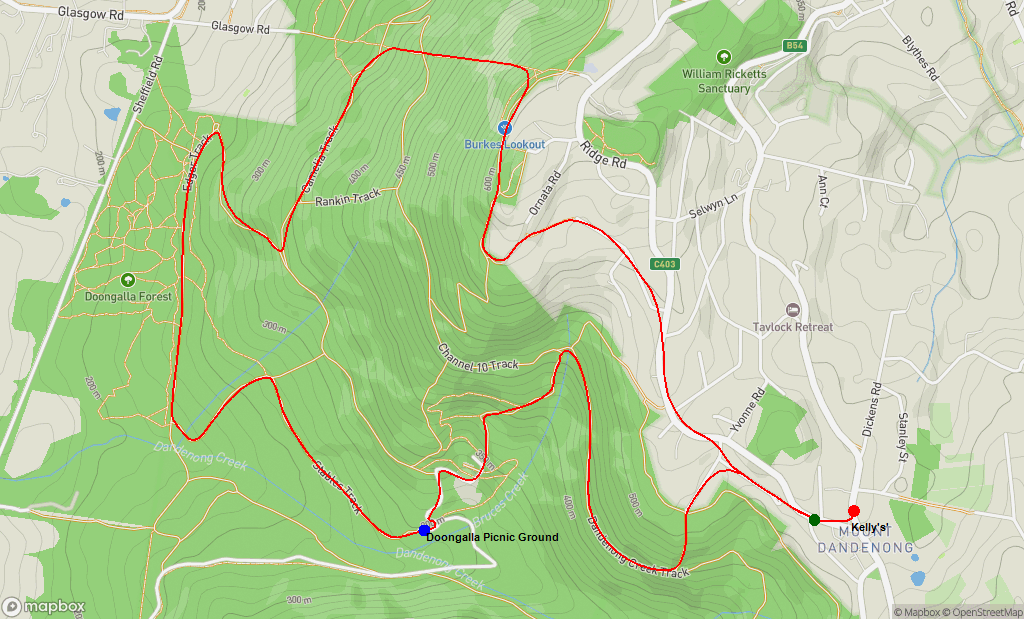 Glasgow Rd
Glasgow Rd
B54
Blythes Rd
350 m
Rd
William Ricketts
Sanctuary
Sheffield Rd
Burkes Lookout
Ridge Rd
Edgar Track
Camelia Track
200 m
300 m
400 m
450 m
500 m
600 m
Rankin Track
Ornata Rd
Selwyn Ln
Ann Ct
C403
Doongalla Forest
Tavlock Retreat
300 m
Channel 10 Track
200 m
Yvonne Rd
Dickens Rd
Stanley St
Dandenong Creek
Stables Track
Bruces Creek
400 m
500 m
Doongalla Picnic Ground
Kelly's!
MOUNT
DANDENONG
Dandenong Creek
Dandenong Creek Track
300 m
mapbox
© Mapbox © OpenStreetMap